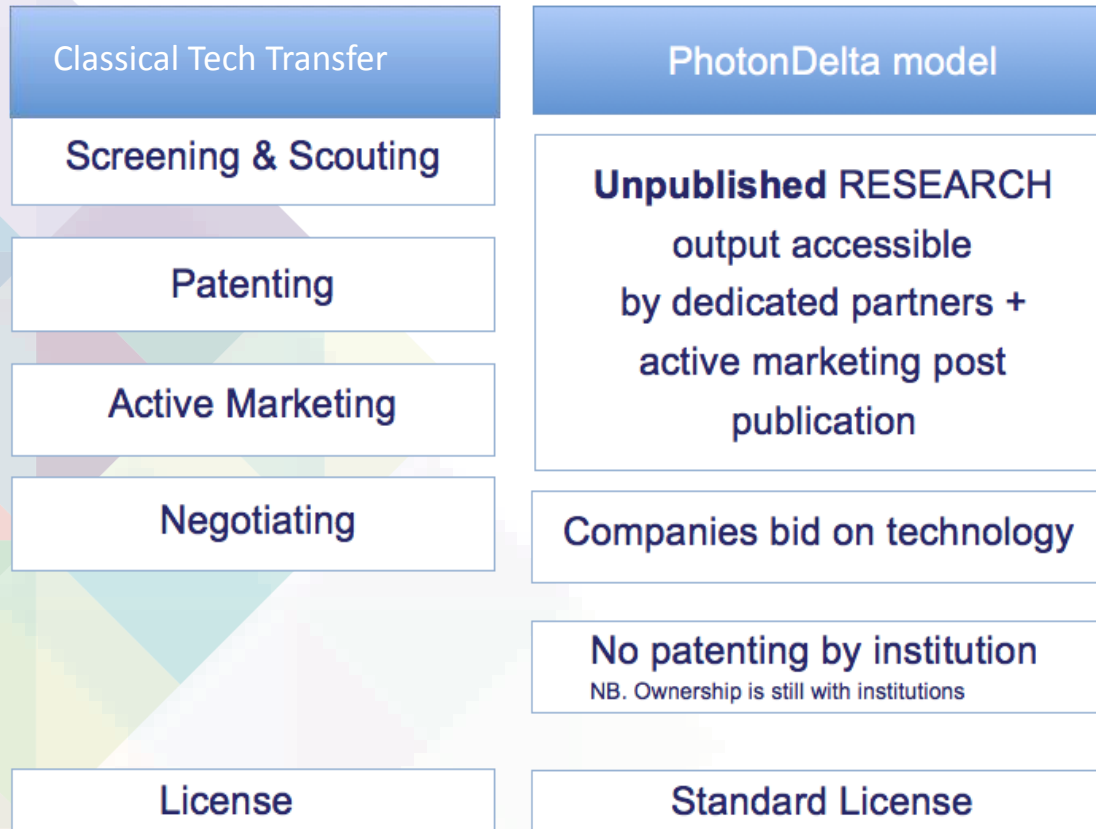 Classical Tech Transfer
Screening & Scouting
Patenting
Active Marketing
Negotiating
License
PhotonDelta model
Unpublished RESEARCH
output accessible
by dedicated partners +
active marketing post
publication
Companies bid on technology
No patenting by institution
NB. Ownership is still with institutions
Standard License